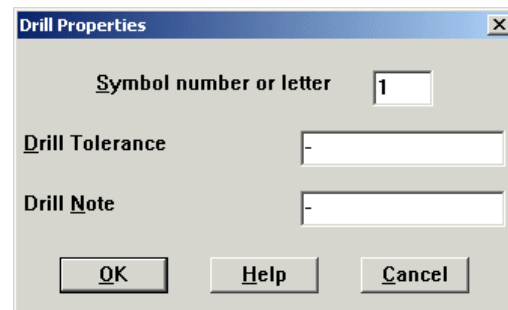 Drill Properties
Symbol number or letter 1
Drill Tolerance -
Drill Note -
OK Help Cancel